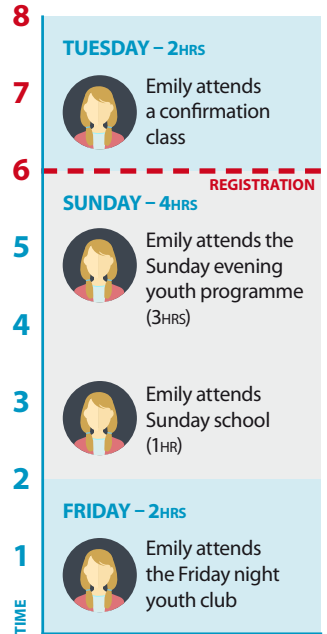 8
TUESDAY – 2HRS
7
Emily attends
a confirmation
class
6
REGISTRATION
SUNDAY – 4HRS
5
Emily attends the
Sunday evening
youth programme
(3HRS)
4
3
Emily attends
Sunday school
(1HR)
2
FRIDAY – 2HRS
1
Emily attends
the Friday night
youth club
TIME